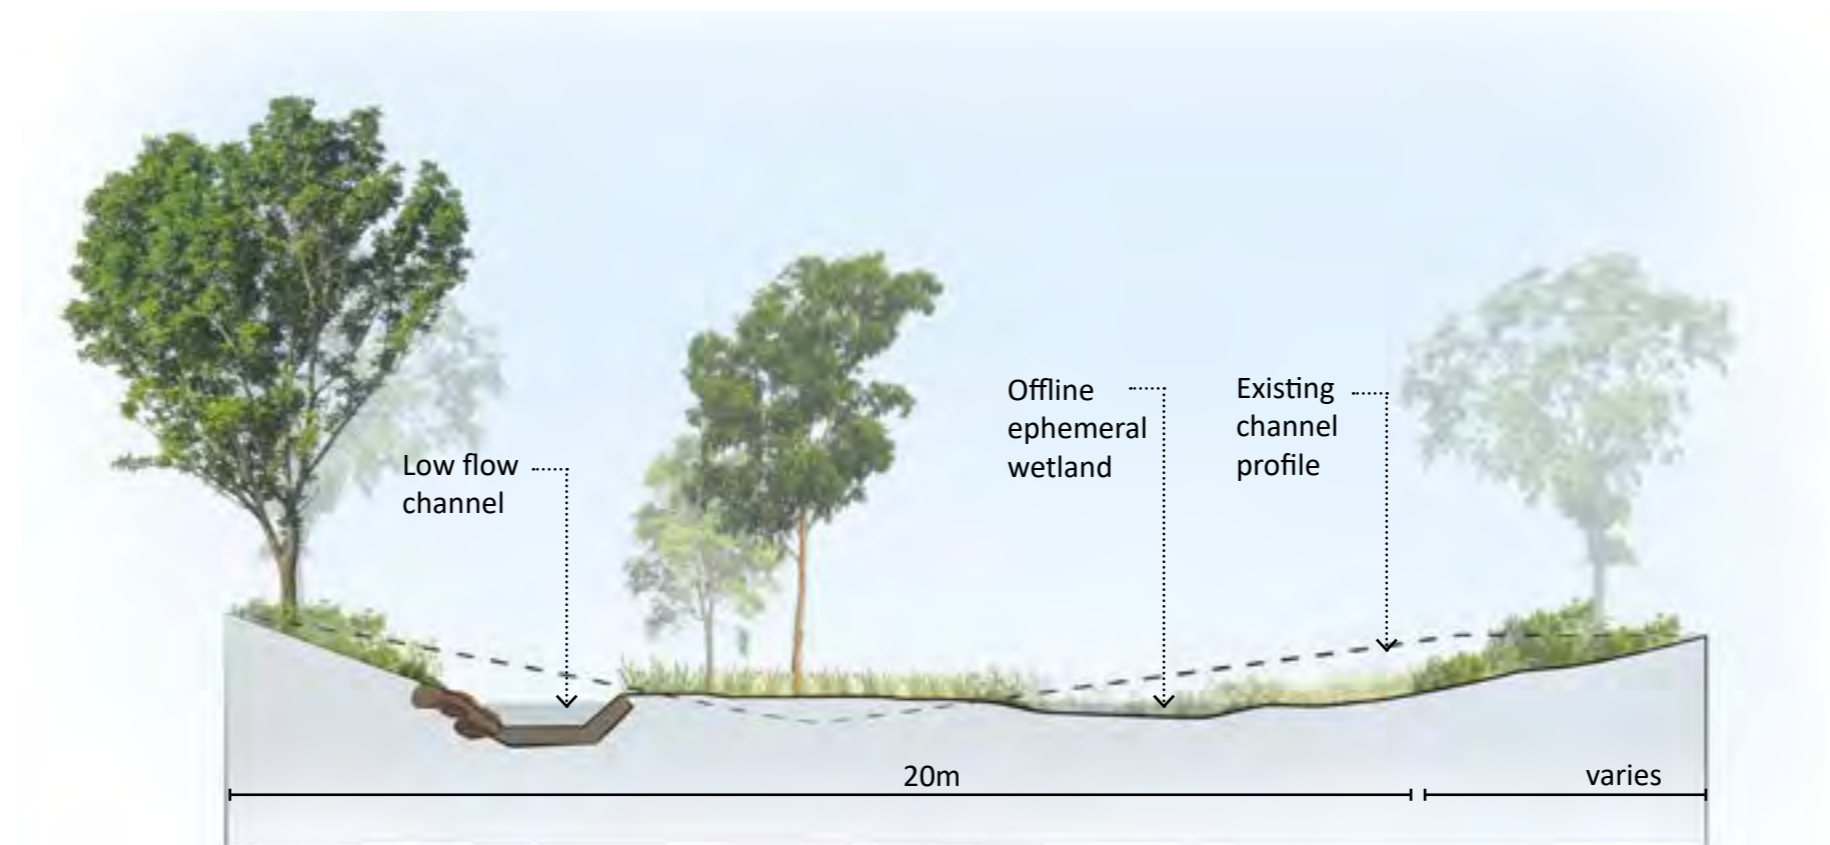 Low flow
channel
Offline
ephemeral
wetland
Existing
channel
profile
20m
varies